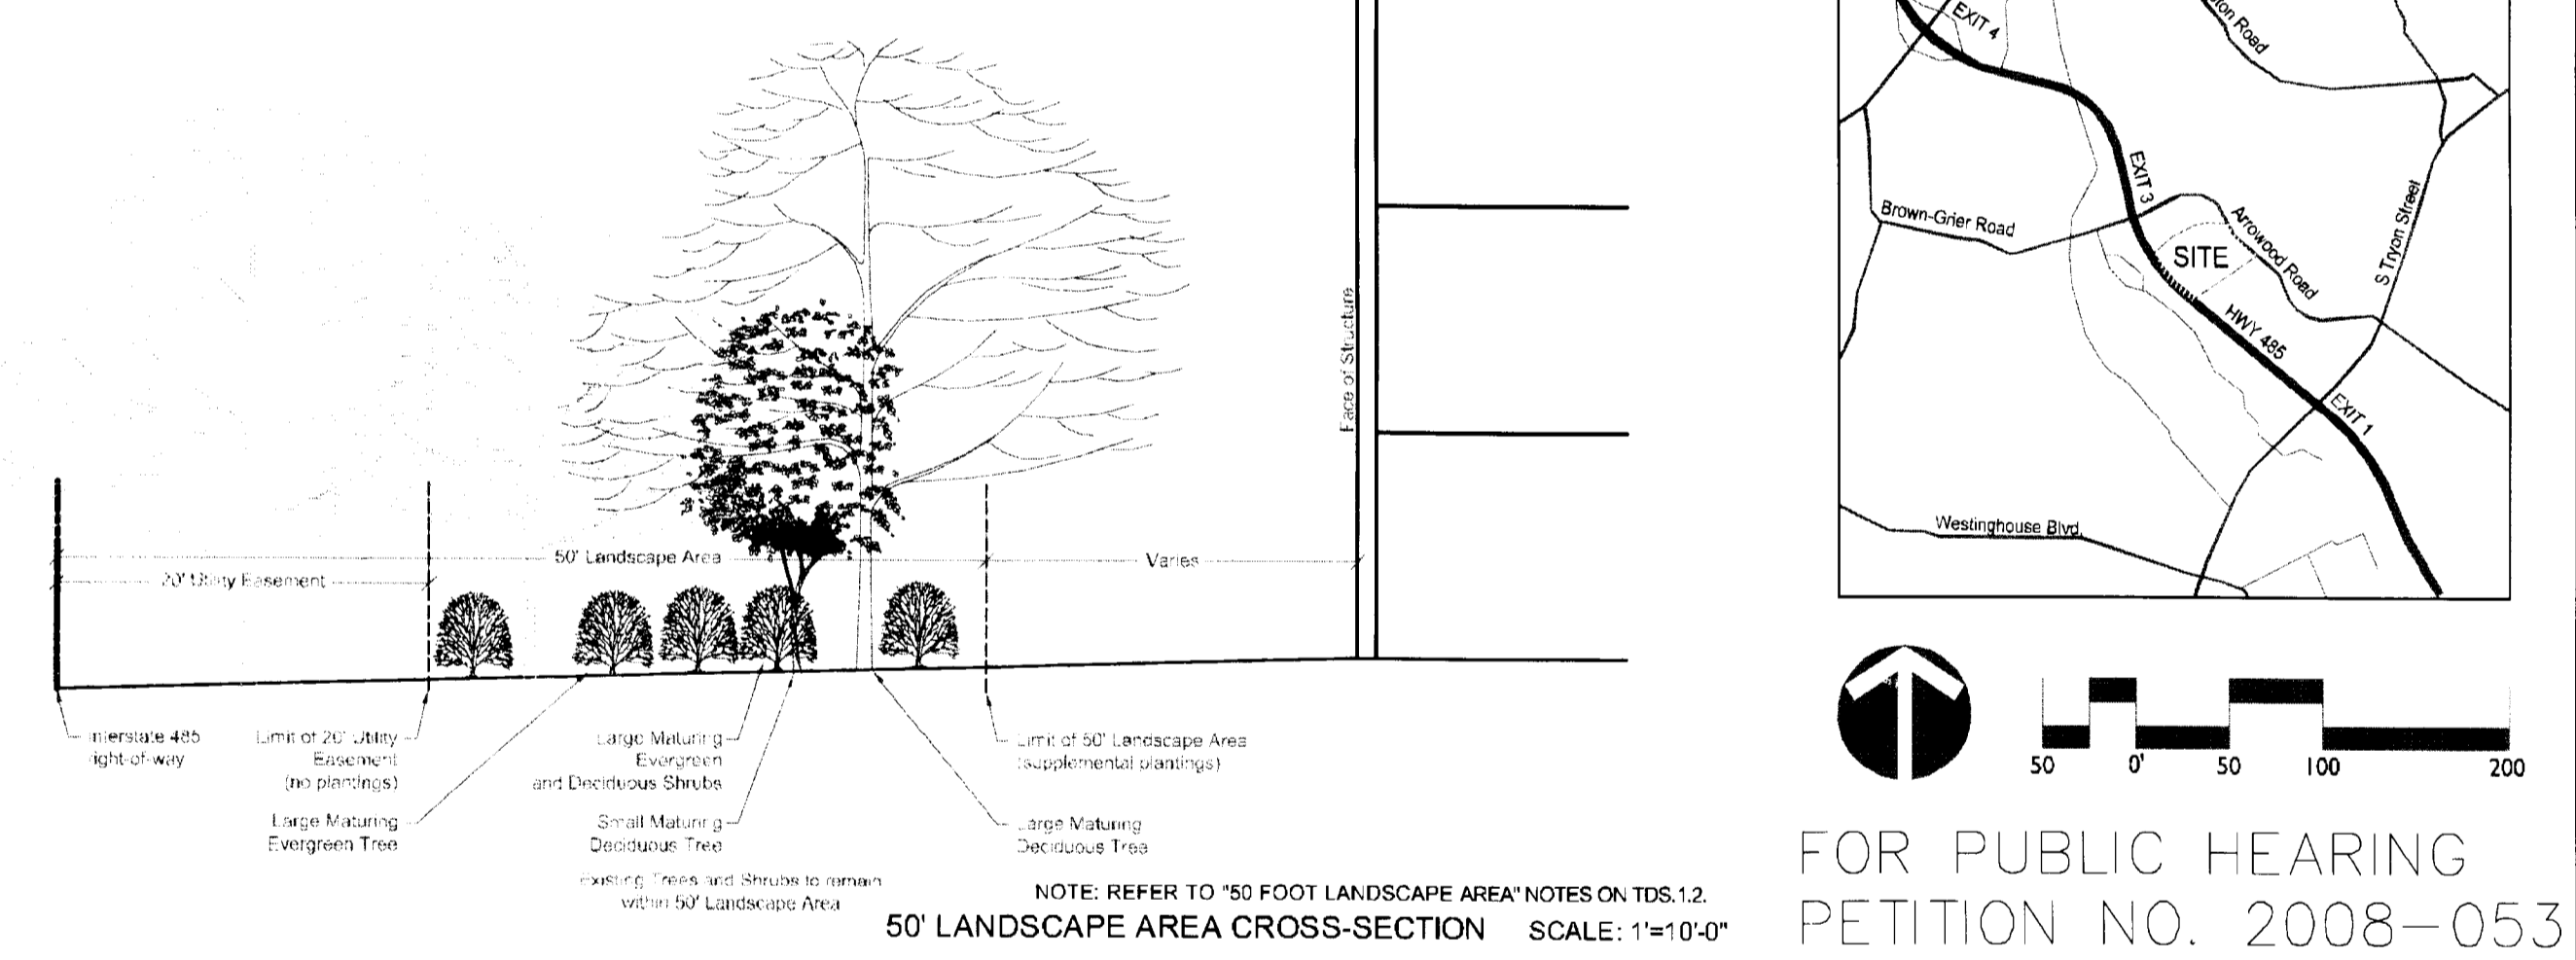 Face of Structure
50' Landscape Area
Varies
20' Utility Easement
Interstate 485
right-of-way
Limit of 20' Utility
Easement
(no plantings)
Large Maturing
Evergreen Tree
Large Maturing
Evergreen
and Deciduous Shrubs
Small Maturing
Deciduous Tree
Existing Trees and Shrubs to remain
within 50' Landscape Area
Limit of 50' Landscape Area
(supplemental plantings)
Large Maturing
Deciduous Tree
NOTE: REFER TO "50 FOOT LANDSCAPE AREA" NOTES ON TDS.1.2.
50' LANDSCAPE AREA CROSS-SECTION SCALE: 1'=10'-0"
EXIT 4
Road
EXIT 3
Brown-Grier Road
Arrowood Road
SITE
S Tryon Street
HWY 485
EXIT 1
Westinghouse Blvd.
50 0' 50 100 200
FOR PUBLIC HEARING
PETITION NO. 2008-053